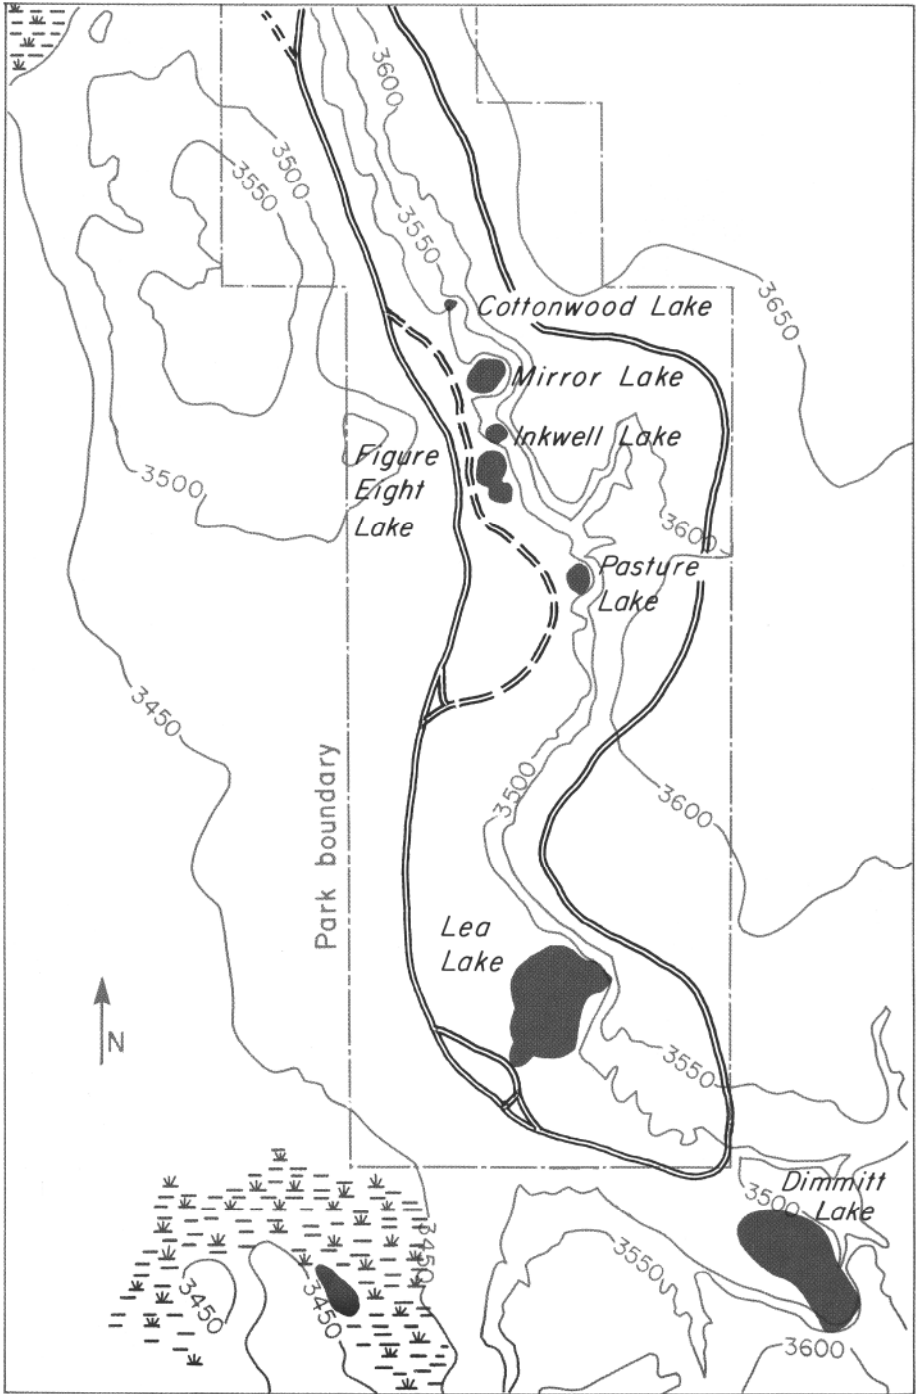 3600
3500
3550
3550
3650
Cottonwood Lake
Mirror Lake
Inkwell Lake
Figure
Eight
Lake
3500
3600
Pasture
Lake
3450
Park boundary
3500
3600
Lea
Lake
N
3550
Dimmitt
Lake
3500
3450
3550
3450
3450
3600